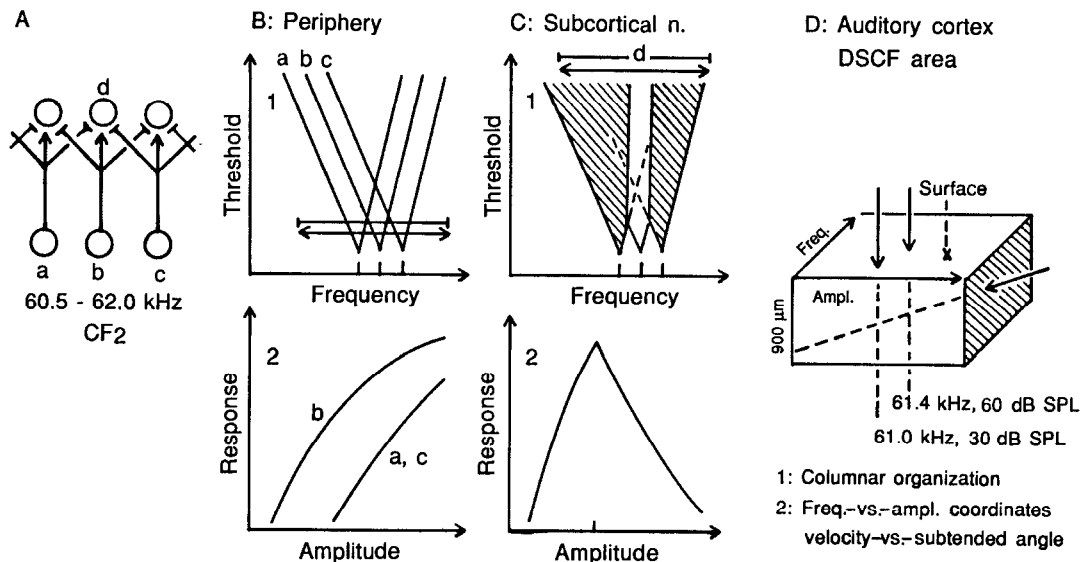 A
d
a b c
60.5 - 62.0 kHz
CF2
B: Periphery
a b c
1
Threshold
Frequency
2
b
a, c
Response
Amplitude
C: Subcortical n.
d
1
Threshold
Frequency
2
Response
Amplitude
D: Auditory cortex
DSCF area
Surface
Freq.
Ampl.
900 µm
61.4 kHz, 60 dB SPL
61.0 kHz, 30 dB SPL
1: Columnar organization
2: Freq.-vs.-ampl. coordinates
velocity-vs.-subtended angle